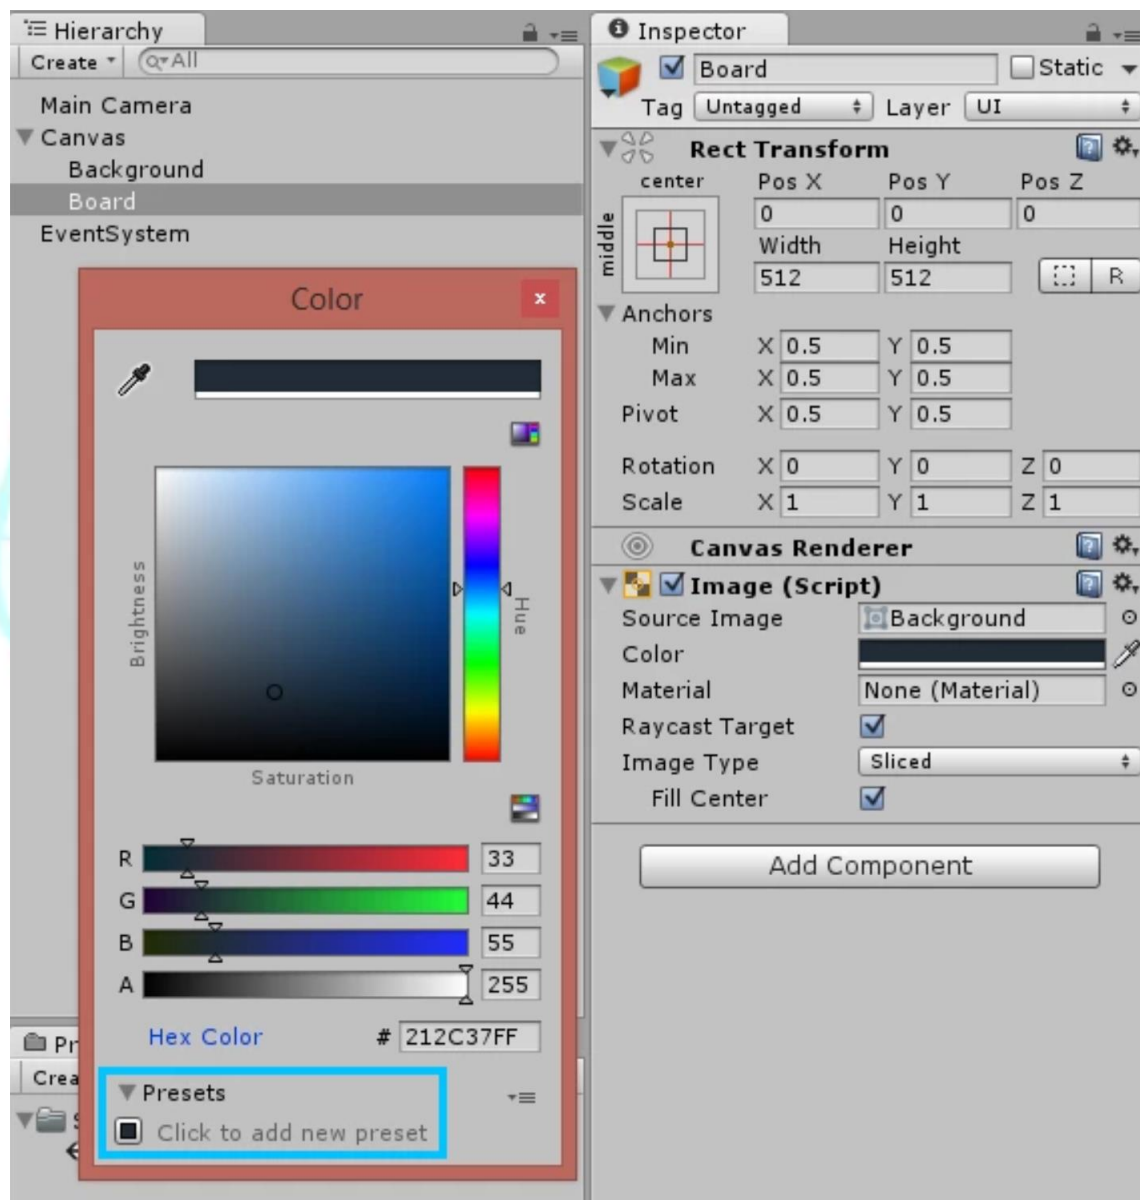 Hierarchy
Create
All
Main Camera
Canvas
Background
Board
EventSystem
Color
x
Brightness
Hue
Saturation
R 33
G 44
B 55
A 255
Hex Color # 212C37FF
Presets
Click to add new preset
Pr
Crea
Inspector
Board Static
Tag Untagged Layer UI
Rect Transform
center Pos X Pos Y Pos Z
middle
0 0 0
Width Height
512 512 R
Anchors
Min X 0.5 Y 0.5
Max X 0.5 Y 0.5
Pivot X 0.5 Y 0.5
Rotation X 0 Y 0 Z 0
Scale X 1 Y 1 Z 1
Canvas Renderer
Image (Script)
Source Image Background
Color
Material None (Material)
Raycast Target
Image Type Sliced
Fill Center
Add Component